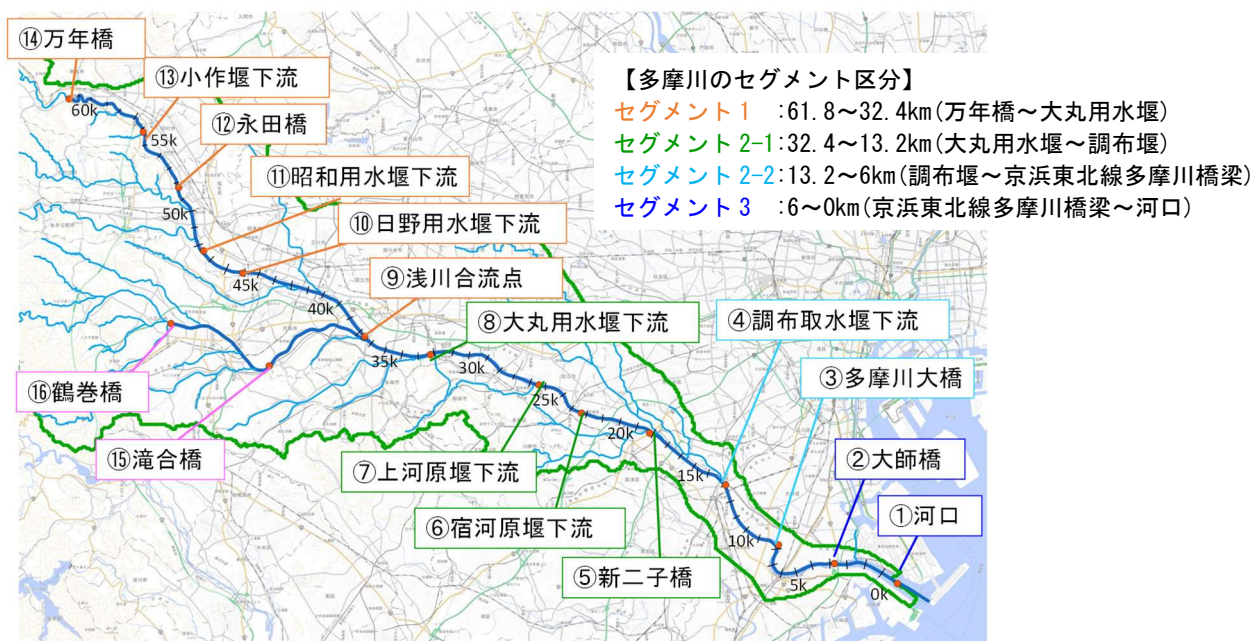 ⑭万年橋
⑬小作堰下流
⑫永田橋
⑪昭和用水堰下流
⑩日野用水堰下流
⑨浅川合流点
⑧大丸用水堰下流
④調布取水堰下流
③多摩川大橋
②大師橋
①河口
⑯鶴巻橋
⑮滝合橋
⑦上河原堰下流
⑥宿河原堰下流
⑤新二子橋
60k
55k
50k
45k
40k
35k
30k
25k
20k
15k
10k
5k
0k
【多摩川のセグメント区分】
セグメント1 :61.8～32.4km(万年橋～大丸用水堰)
セグメント2-1:32.4～13.2km(大丸用水堰～調布堰)
セグメント2-2:13.2～6km(調布堰～京浜東北線多摩川橋梁)
セグメント3 :6～0km(京浜東北線多摩川橋梁～河口)